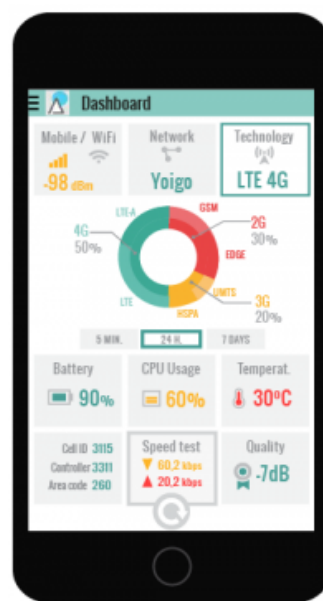 Dashboard
Mobile / WiFi
-98 dBm
Network
Yoigo
Technology
LTE 4G
LTE-A
GSM
4G
50%
2G
30%
EDGE
LTE
HSPA
UMTS
3G
20%
5 MIN.
24 H.
7 DAYS
Battery
90%
CPU Usage
60%
Temperat.
30ºC
Cell ID 3115
Controller 3311
Area code 260
Speed test
60,2 kbps
20,2 kbps
Quality
-7dB